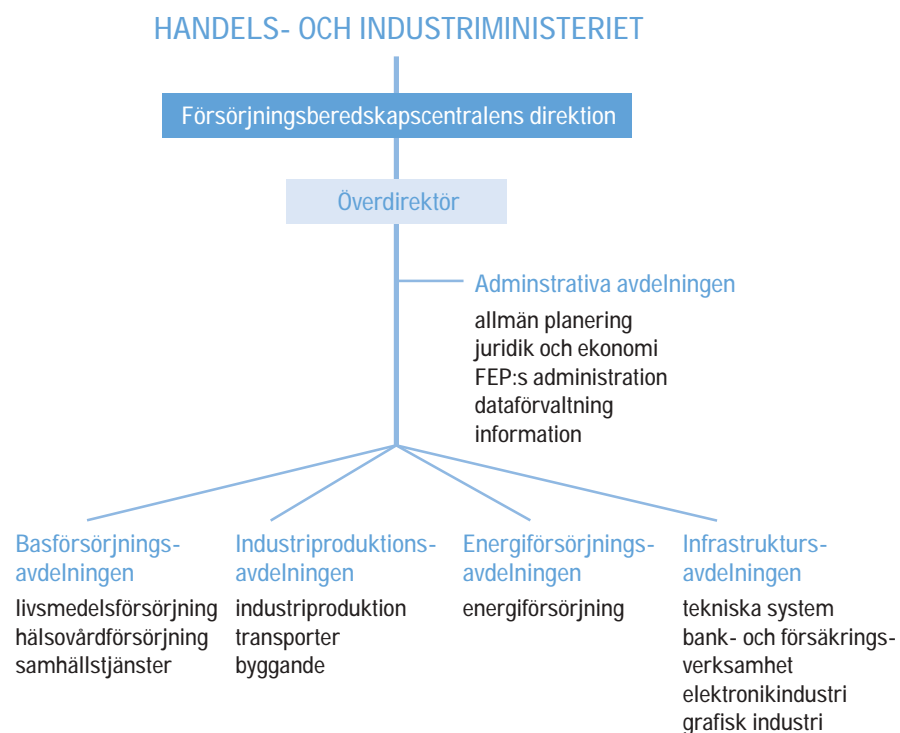 HANDELS- OCH INDUSTRIMINISTERIET
Försörjningsberedskapscentralens direktion
Överdirektör
Adminstrativa avdelningen
allmän planering
juridik och ekonomi
FEP:s administration
dataförvaltning
information
Basförsörjnings-
avdelningen
livsmedelsförsörjning
hälsovårdförsörjning
samhällstjänster
Industriproduktions-
avdelningen
industriproduktion
transporter
byggande
Energiförsörjnings-
avdelningen
energiförsörjning
Infrastrukturs-
avdelningen
tekniska system
bank- och försäkrings-
verksamhet
elektronikindustri
grafisk industri